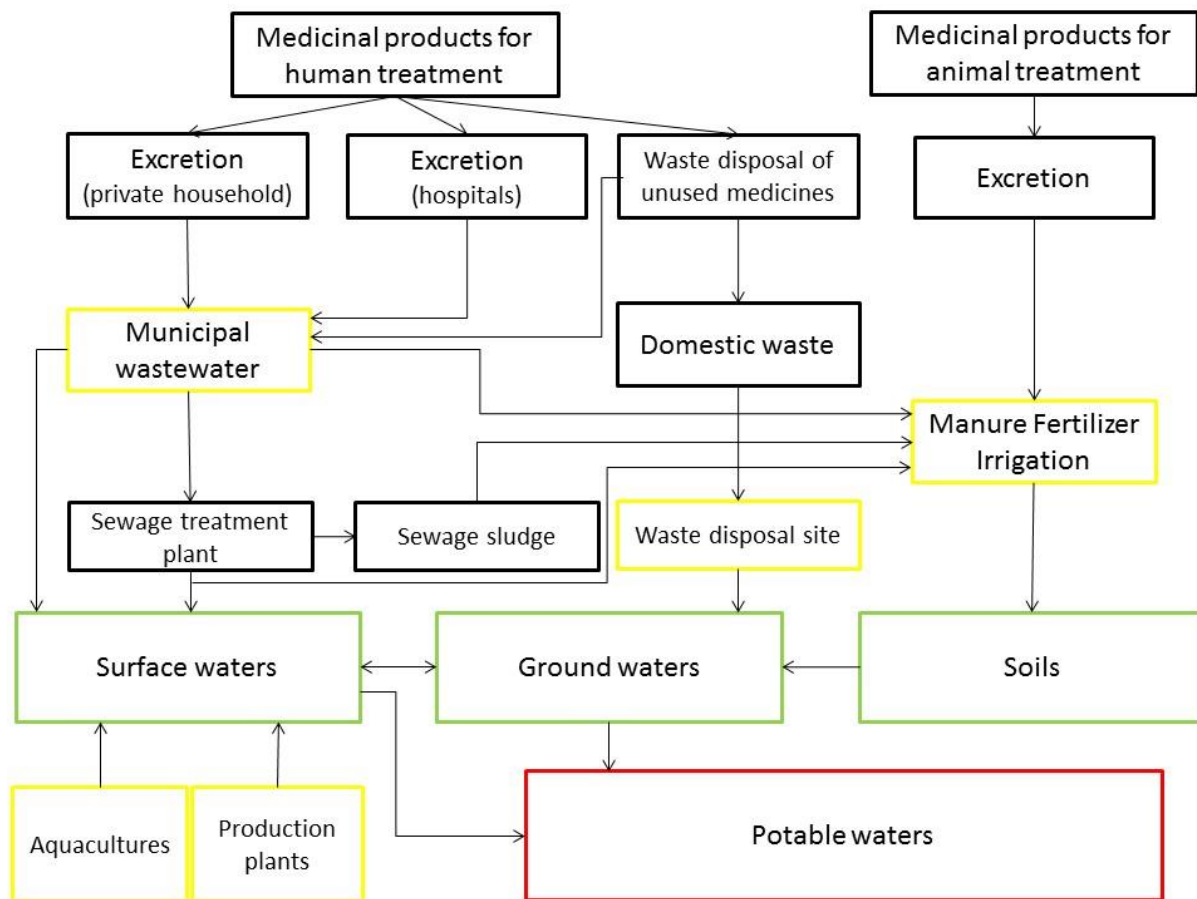 Medicinal products for
human treatment
Medicinal products for
animal treatment
Excretion
(private household)
Excretion
(hospitals)
Waste disposal of
unused medicines
Excretion
Municipal
wastewater
Domestic waste
Manure Fertilizer
Irrigation
Sewage treatment
plant
Sewage sludge
Waste disposal site
Surface waters
Ground waters
Soils
Aquacultures
Production
plants
Potable waters